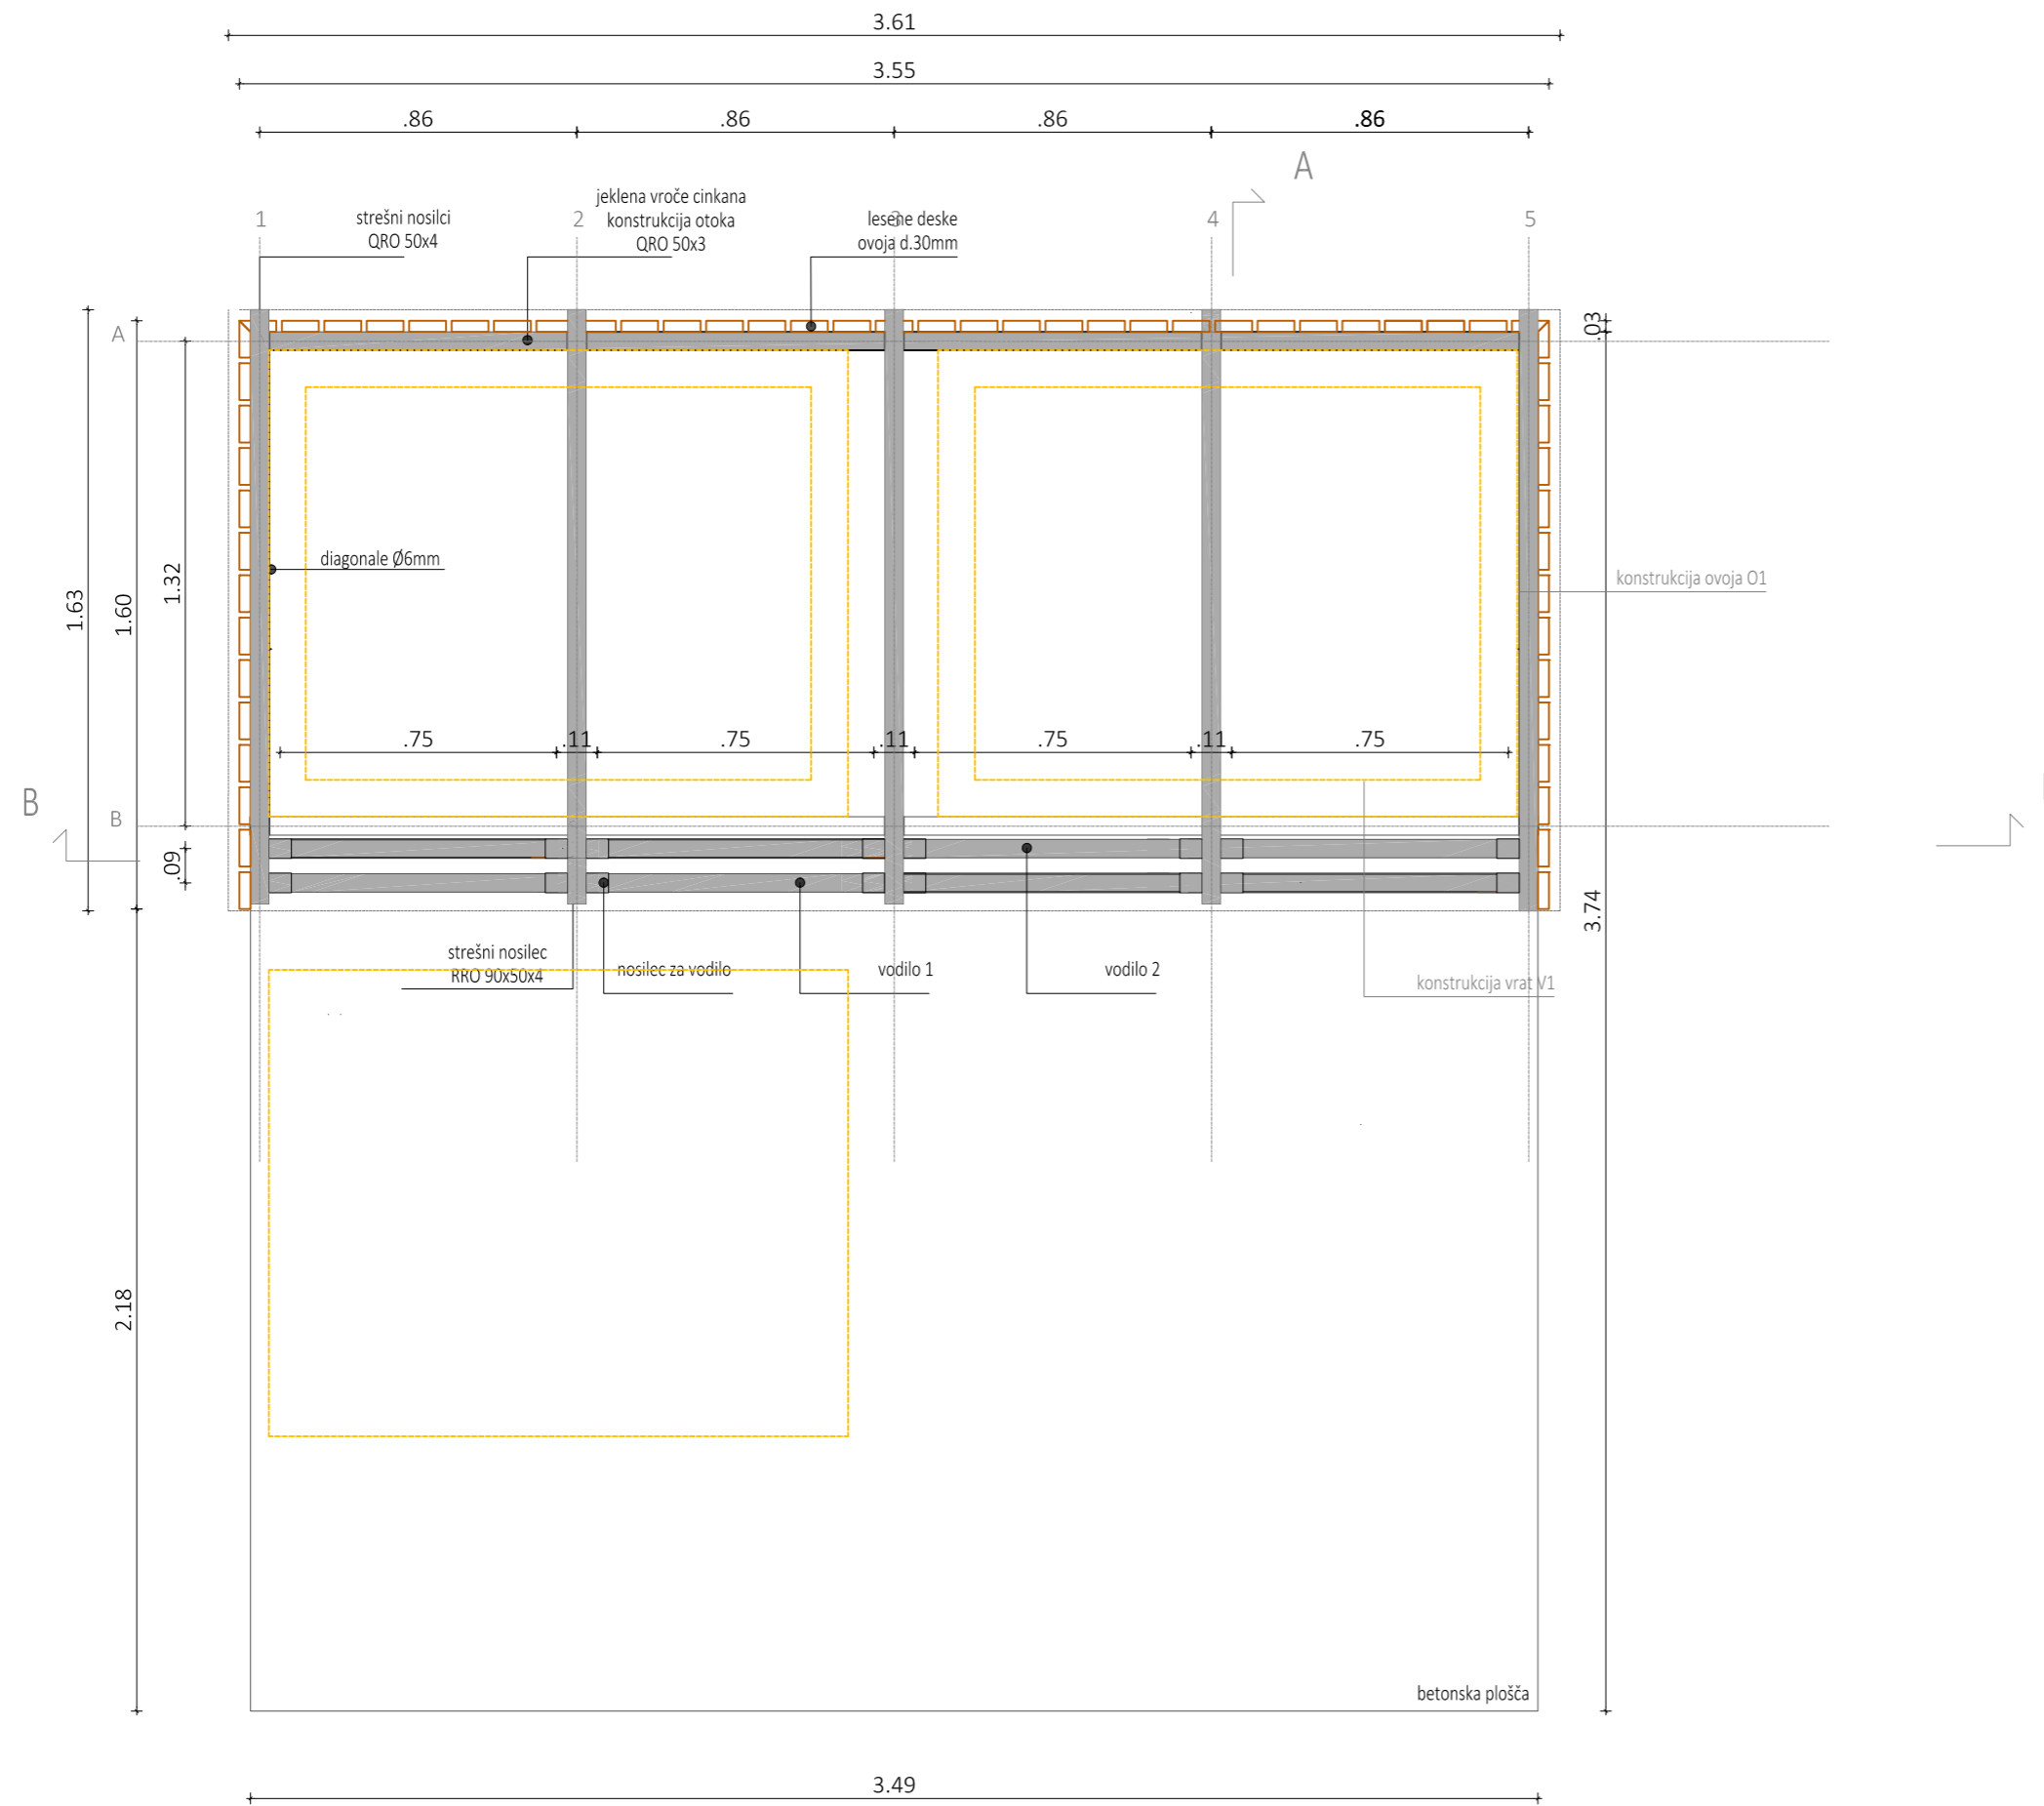 3.61
3.55
.86 .86 .86 .86
A
1 2 3 4 5
strešni nosilci
QRO 50x4
jeklena vroče cinkana
konstrukcija otoka
QRO 50x3
lesene deske
ovoja d.30mm
A
.03
diagonale Ø6mm
konstrukcija ovoja O1
1.63
1.60
1.32
.75 .11 .75 .11 .75 .11 .75
B
B
.09
3.74
strešni nosilec
RRO 90x50x4
nosilec za vodilo
vodilo 1
vodilo 2
konstrukcija vrat V1
2.18
betonska plošča
3.49